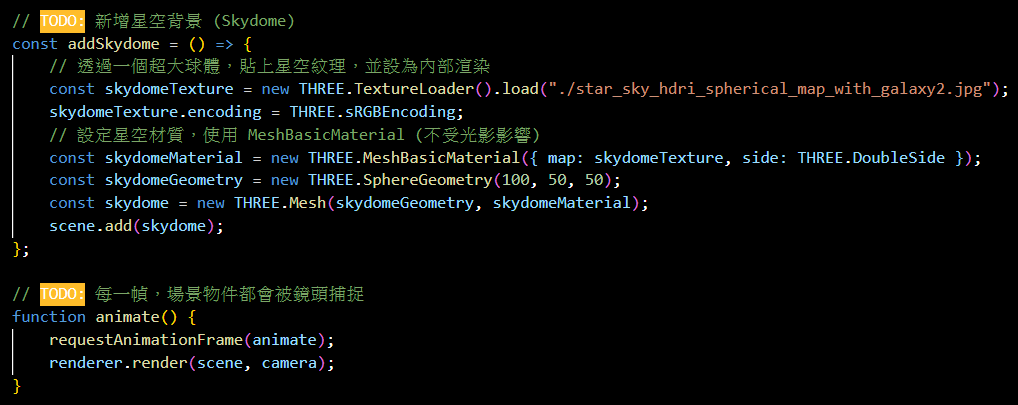 // TODO: 新增星空背景 (Skydome)
const addSkydome = () => {
// 透過一個超大球體，貼上星空紋理，並設為內部渲染
const skydomeTexture = new THREE.TextureLoader().load("./star_sky_hdri_spherical_map_with_galaxy2.jpg");
skydomeTexture.encoding = THREE.sRGBEncoding;
// 設定星空材質，使用 MeshBasicMaterial (不受光影影響)
const skydomeMaterial = new THREE.MeshBasicMaterial({ map: skydomeTexture, side: THREE.DoubleSide });
const skydomeGeometry = new THREE.SphereGeometry(100, 50, 50);
const skydome = new THREE.Mesh(skydomeGeometry, skydomeMaterial);
scene.add(skydome);
};
// TODO: 每一幀，場景物件都會被鏡頭捕捉
function animate() {
requestAnimationFrame(animate);
renderer.render(scene, camera);
}